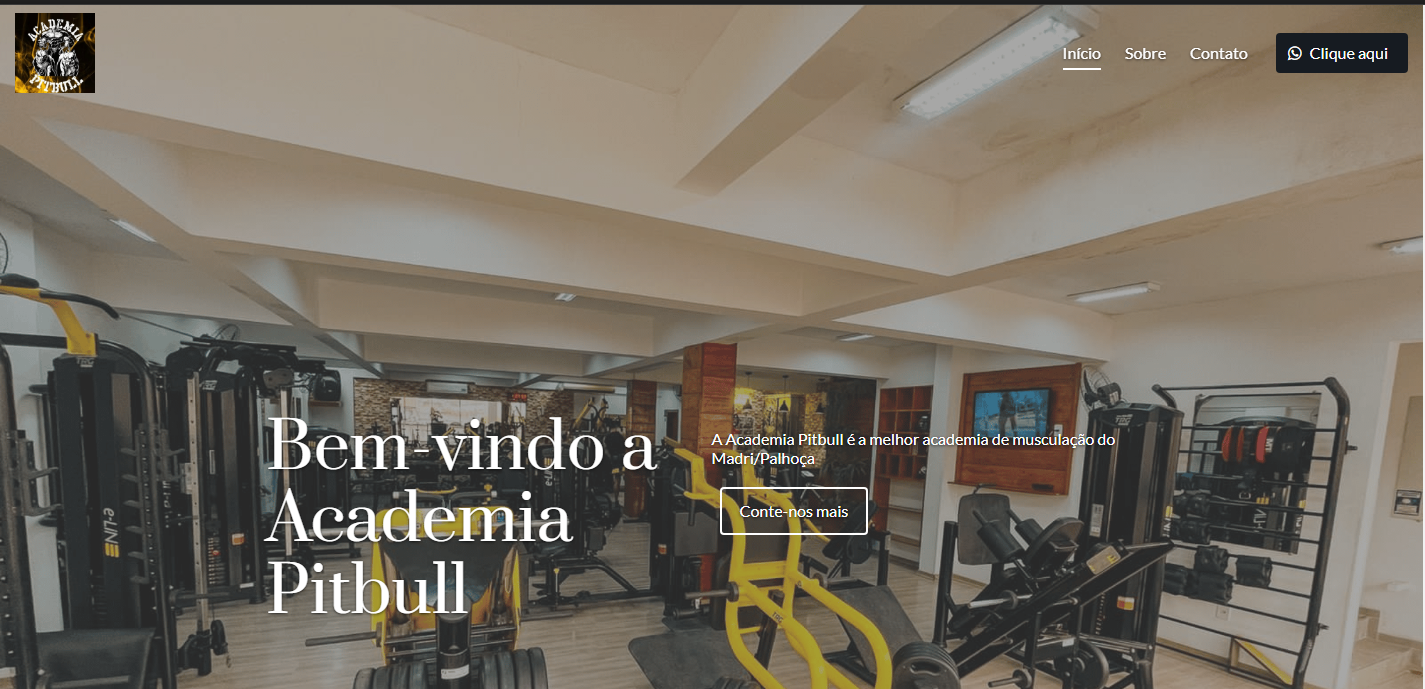 ACADEMIA
PITBULL
Início
Sobre
Contato
Clique aqui
Bem-vindo a
Academia
Pitbull
A Academia Pitbull é a melhor academia de musculação do
Madri/Palhoça
Conte-nos mais